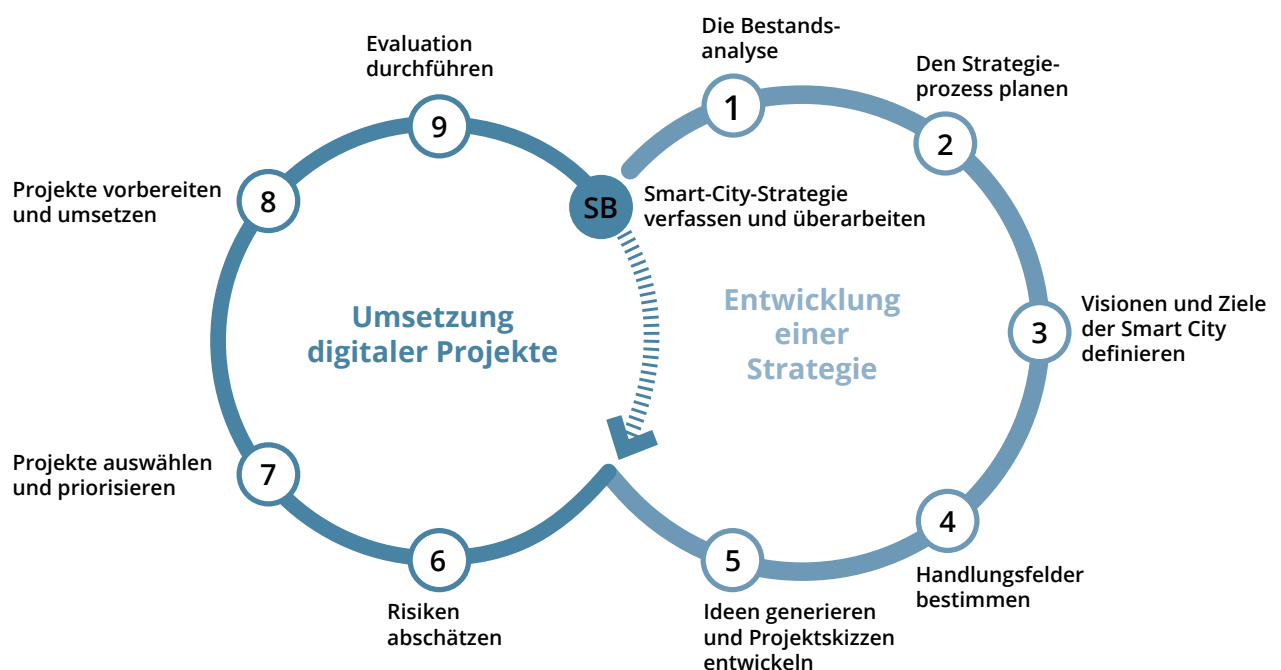 Die Bestands-
analyse
1
Den Strategie-
prozess planen
2
Visionen und Ziele
der Smart City
definieren
3
4
Handlungsfelder
bestimmen
5
Ideen generieren
und Projektskizzen
entwickeln
6
Risiken
abschätzen
7
Projekte auswählen
und priorisieren
8
Projekte vorbereiten
und umsetzen
9
Evaluation
durchführen
SB
Smart-City-Strategie
verfassen und überarbeiten
Umsetzung
digitaler Projekte
Entwicklung
einer
Strategie